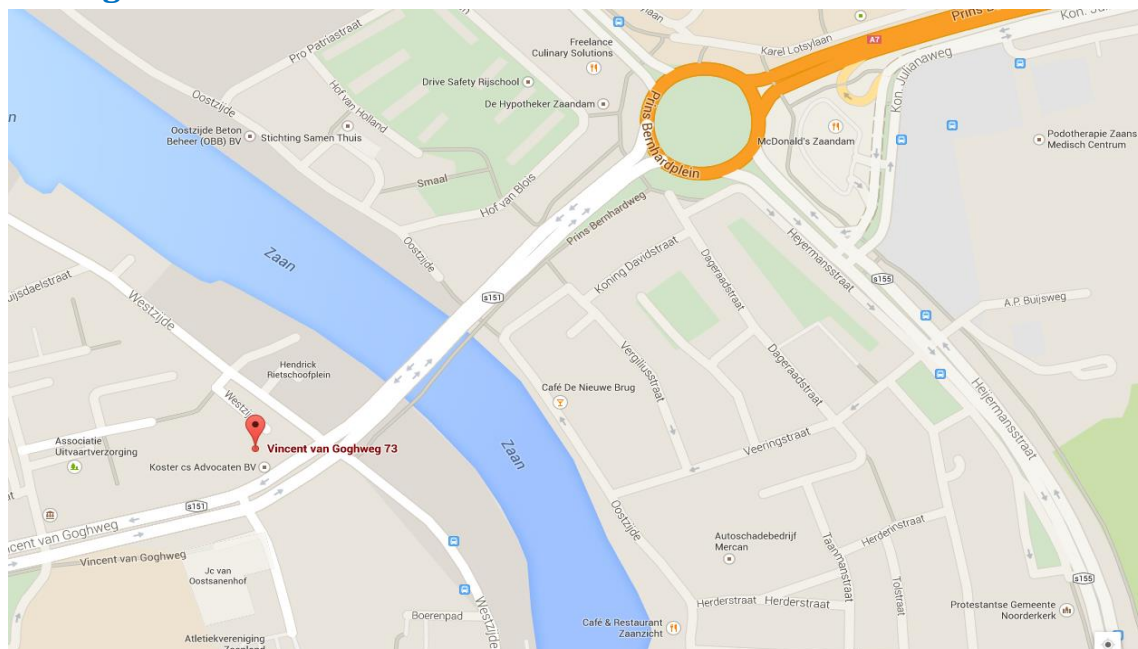 Prins Be
Kon. Ju
A7
Karel Lotsylaan
Pro Patriastraat
Freelance
Culinary Solutions
Kon. Julianaweg
Oostzijde
Drive Safety Rijschool
Hof van Holland
De Hypotheker Zaandam
Prins Bernhardplein
Oostzijde Beton
Beheer (OBB) BV
Stichting Samen Thuis
McDonald's Zaandam
Podotherapie Zaans
Medisch Centrum
Smaal
Hof van Blois
Prins Bernhardweg
Oostzijde
Zaan
Koning Davidstraat
Dageraadstraat
Heyermansstraat
s155
uijsdaelstraat
Westzijde
s151
A.P. Buijsweg
Vergiliusstraat
Dageraadstraat
Hendrick
Rietschoofplein
Café De Nieuwe Brug
Heijermansstraat
Westzijde
Associatie
Uitvaartverzorging
Vincent van Goghweg 73
Koster cs Advocaten BV
Zaan
Veeringstraat
s151
Oostzijde
incent van Goghweg
Vincent van Goghweg
Autoschadebedrijf
Mercan
Herderinstraat
Taanmanstraat
Jc van
Oostsanenhof
Tolstraat
s155
Herderstraat
Herderstraat
Protestantse Gemeente
Noorderkerk
Boerenpad
Westzijde
Café & Restaurant
Zaanzicht
Atletiekvereniging